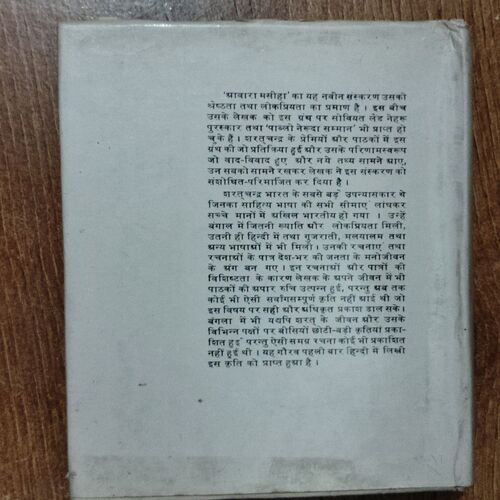 'आवारा मसीहा' का यह नवीन संस्करण उसकी
श्रेष्ठता तथा लोकप्रियता का प्रमाण है । इस बीच
उसके लेखक को इस ग्रंथ पर सोवियत लैंड नेहरू
पुरस्कार तथा 'पाब्लो नेरूदा सम्मान' भी प्राप्त हो
चुके हैं । शरत्चन्द्र के प्रेमियों और पाठकों में इस
ग्रंथ की जो प्रतिक्रिया हुई और उसके परिणामस्वरूप
जो वाद-विवाद हुए और नये तथ्य सामने आए,
उन सबको सामने रखकर लेखक ने इस संस्करण को
संशोधित-परिमार्जित कर दिया है ।
शरत्चन्द्र भारत के सबसे बड़े उपन्यासकार थे
जिनका साहित्य भाषा की सभी सीमाएं लांघकर
सच्चे मानों में अखिल भारतीय हो गया । उन्हें
बंगाल में जितनी ख्याति और लोकप्रियता मिली,
उतनी ही हिन्दी में तथा गुजराती, मलयालम तथा
अन्य भाषाओं में भी मिली । उनकी रचनाएं तथा
रचनाओं के पात्र देश-भर की जनता के मनोजीवन
के अंग बन गए । इन रचनाओं और पात्रों की
विशिष्टता के कारण लेखक के अपने जीवन में भी
पाठकों की अपार रुचि उत्पन्न हुई, परन्तु अब तक
कोई भी ऐसी सर्वांगसम्पूर्ण कृति नहीं आई थी जो
इस विषय पर सही और अधिकृत प्रकाश डाल सके ।
बंगला में भी यद्यपि शरत् के जीवन और उसके
विभिन्न पक्षों पर बीसियों छोटी-बड़ी कृतियां प्रका-
शित हुईं परन्तु ऐसी समग्र रचना कोई भी प्रकाशित
नहीं हुई थी । यह गौरव पहली बार हिन्दी में लिखी
इस कृति को प्राप्त हुआ है ।